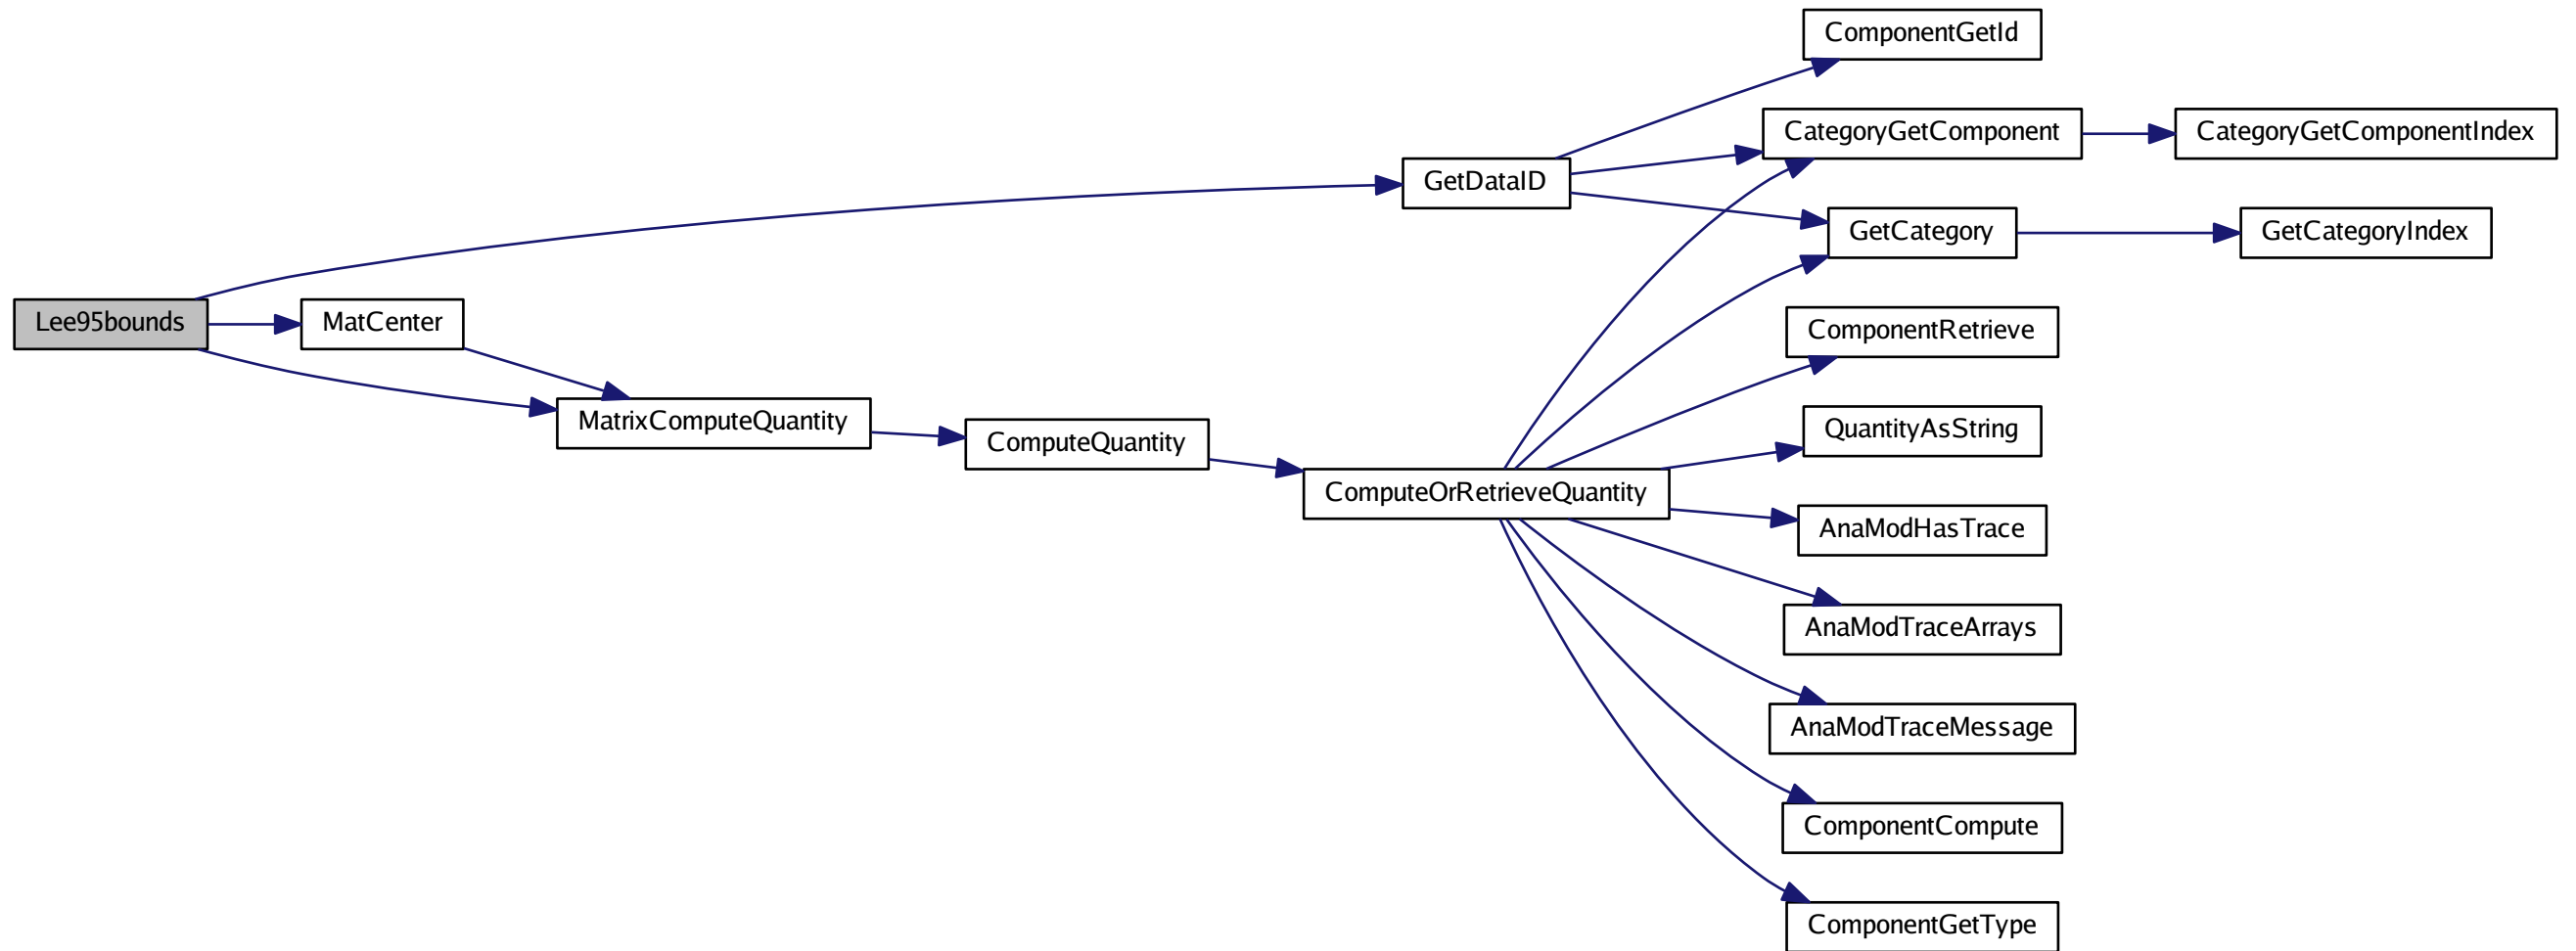 ComponentGetId
CategoryGetComponent
CategoryGetComponentIndex
GetDataID
GetCategory
GetCategoryIndex
Lee95bounds
MatCenter
ComponentRetrieve
MatrixComputeQuantity
ComputeQuantity
QuantityAsString
ComputeOrRetrieveQuantity
AnaModHasTrace
AnaModTraceArrays
AnaModTraceMessage
ComponentCompute
ComponentGetType